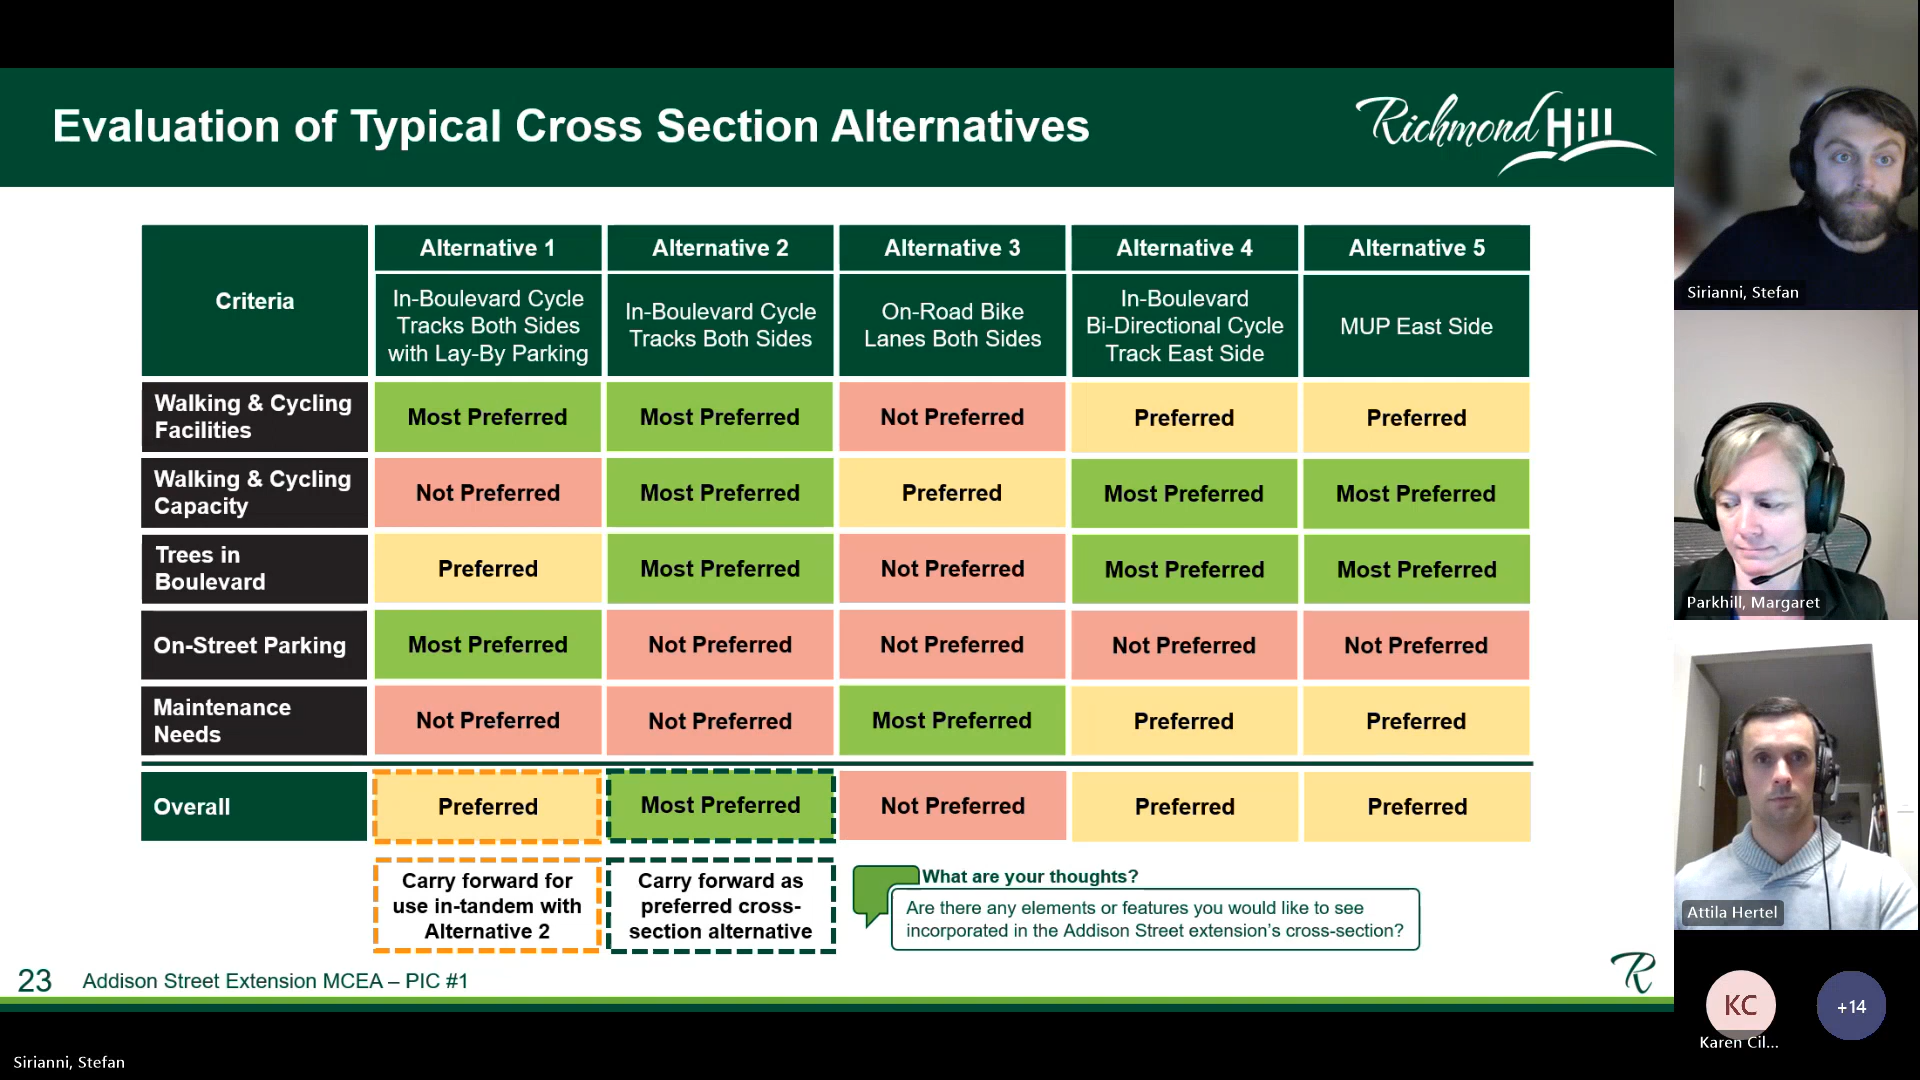 Evaluation of Typical Cross Section Alternatives
Richmond Hill
Criteria
Alternative 1
Alternative 2
Alternative 3
Alternative 4
Alternative 5
In-Boulevard Cycle
Tracks Both Sides
with Lay-By Parking
In-Boulevard Cycle
Tracks Both Sides
On-Road Bike
Lanes Both Sides
In-Boulevard
Bi-Directional Cycle
Track East Side
MUP East Side
Walking & Cycling
Facilities
Most Preferred
Most Preferred
Not Preferred
Preferred
Preferred
Walking & Cycling
Capacity
Not Preferred
Most Preferred
Preferred
Most Preferred
Most Preferred
Trees in
Boulevard
Preferred
Most Preferred
Not Preferred
Most Preferred
Most Preferred
On-Street Parking
Most Preferred
Not Preferred
Not Preferred
Not Preferred
Not Preferred
Maintenance
Needs
Not Preferred
Not Preferred
Most Preferred
Preferred
Preferred
Overall
Preferred
Most Preferred
Not Preferred
Preferred
Preferred
Carry forward for
use in-tandem with
Alternative 2
Carry forward as
preferred cross-
section alternative
What are your thoughts?
Are there any elements or features you would like to see
incorporated in the Addison Street extension's cross-section?
23
Addison Street Extension MCEA – PIC #1
R
Sirianni, Stefan
Sirianni, Stefan
Parkhill, Margaret
Attila Hertel
KC
Karen Cil...
+14